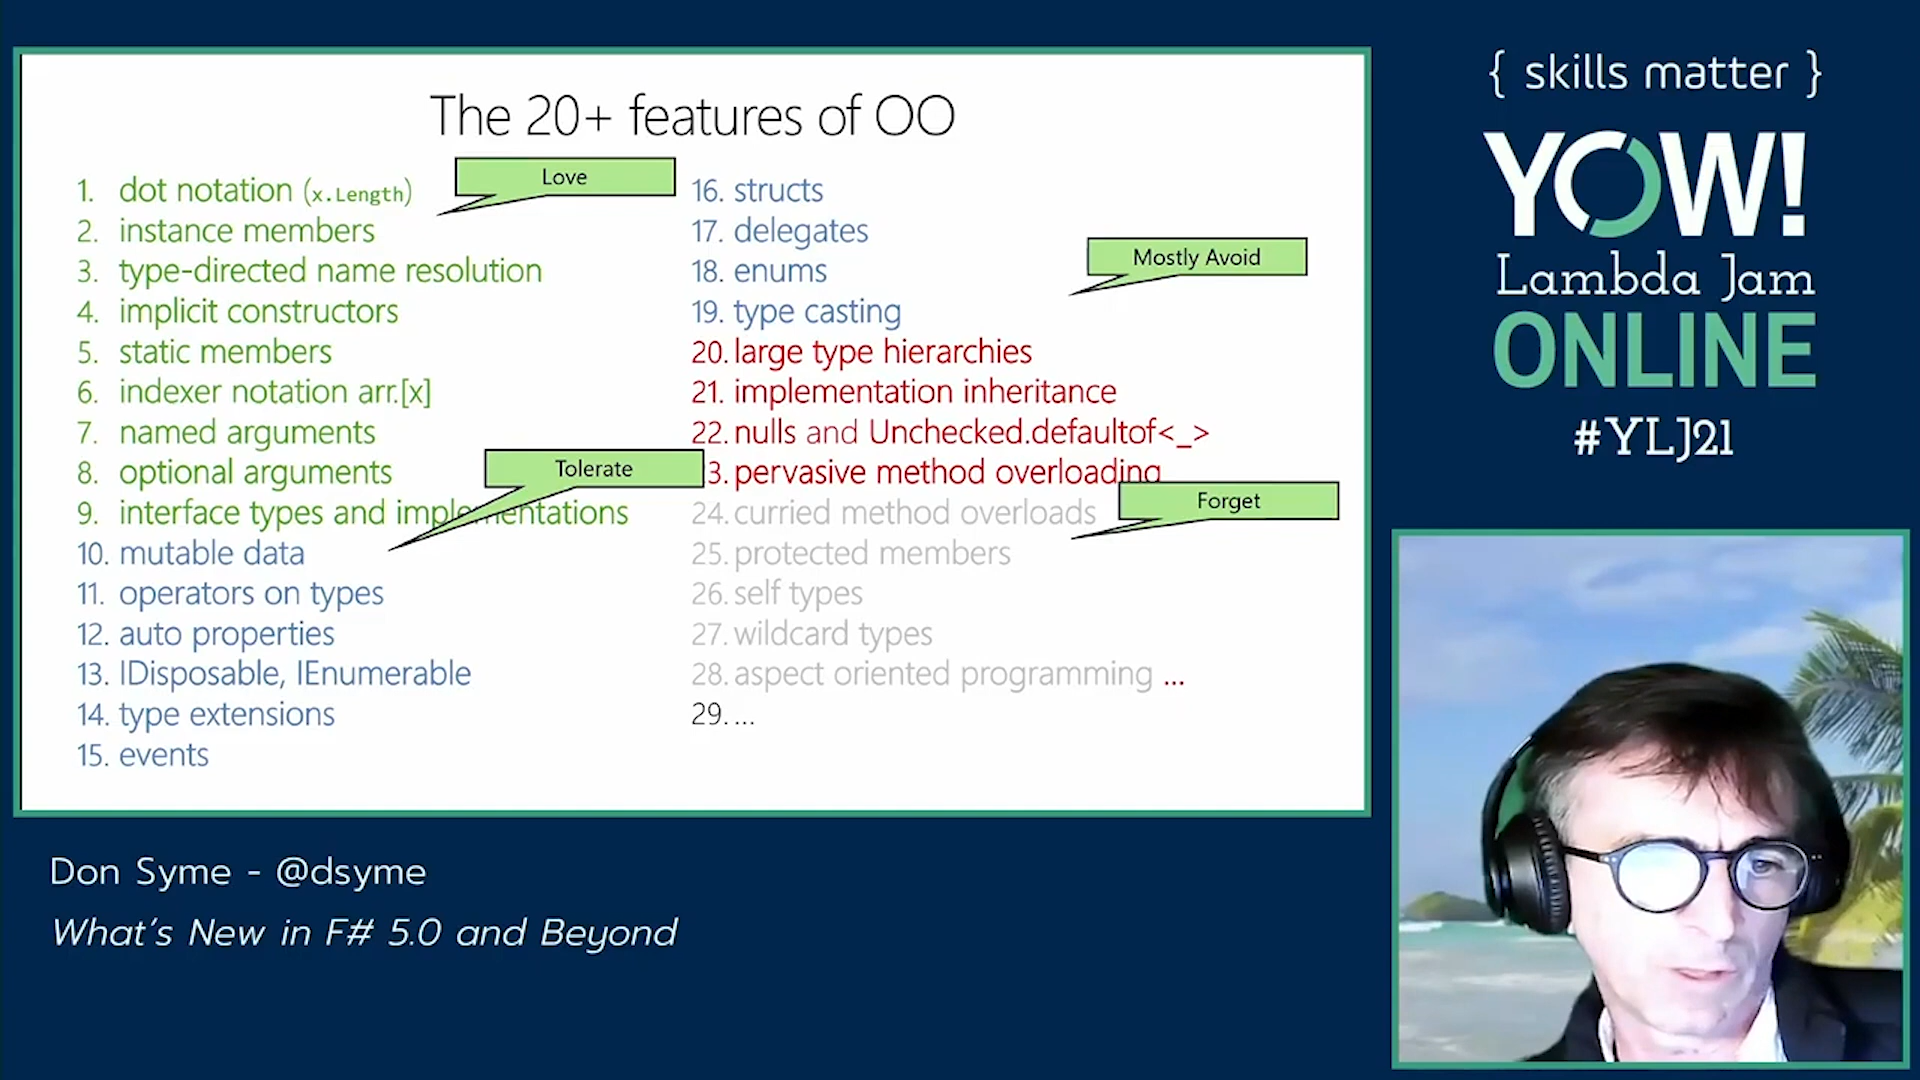 The 20+ features of OO
Love
1. dot notation (x.Length)
2. instance members
3. type-directed name resolution
4. implicit constructors
5. static members
6. indexer notation arr.[x]
7. named arguments
8. optional arguments
Tolerate
9. interface types and implementations
10. mutable data
11. operators on types
12. auto properties
13. IDisposable, IEnumerable
14. type extensions
15. events
16. structs
17. delegates
Mostly Avoid
18. enums
19. type casting
20. large type hierarchies
21. implementation inheritance
22. nulls and Unchecked.defaultof<_>
3. pervasive method overloading
Forget
24. curried method overloads
25. protected members
26. self types
27. wildcard types
28. aspect oriented programming ...
29. ...
Don Syme - @dsyme
What's New in F# 5.0 and Beyond
{ skills matter }
YOW!
Lambda Jam
ONLINE
#YLJ21